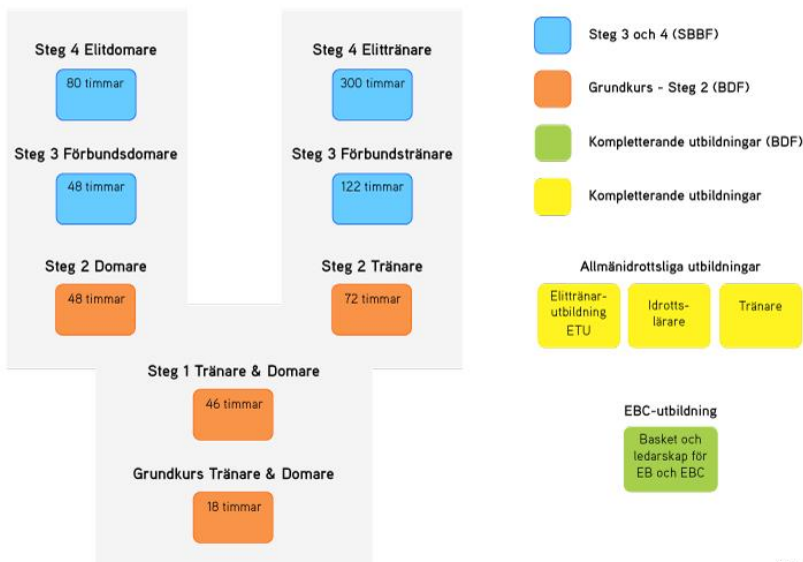 Steg 4 Elitdomare
80 timmar
Steg 3 Förbundsdomare
48 timmar
Steg 2 Domare
48 timmar
Steg 4 Elittränare
300 timmar
Steg 3 Förbundstränare
122 timmar
Steg 2 Tränare
72 timmar
Steg 1 Tränare & Domare
46 timmar
Grundkurs Tränare & Domare
18 timmar
Steg 3 och 4 (SBBF)
Grundkurs - Steg 2 (BDF)
Kompletterande utbildningar (BDF)
Kompletterande utbildningar
Allmänidrottsliga utbildningar
Elittränar-
utbildning
ETU
Idrotts-
lärare
Tränare
EBC-utbildning
Basket och
ledarskap för
EB och EBC